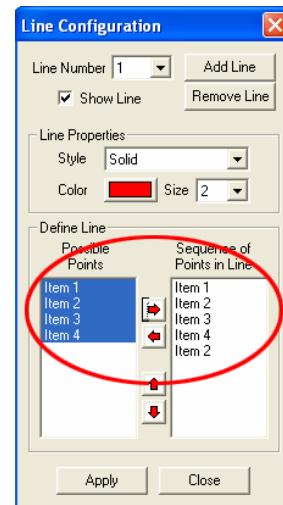 Line Configuration
Line Number 1 Add Line
Show Line Remove Line
Line Properties
Style Solid
Color Size 2
Define Line
Possible Points
Sequence of Points in Line
Item 1
Item 2
Item 3
Item 4
Item 1
Item 2
Item 3
Item 4
Item 2
Apply Close